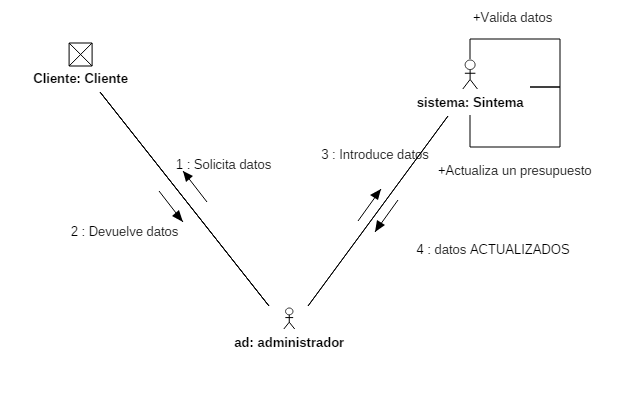 +Valida datos
Cliente: Cliente
sistema: Sintema
3 : Introduce datos
1 : Solicita datos
+Actualiza un presupuesto
2 : Devuelve datos
4 : datos ACTUALIZADOS
ad: administrador